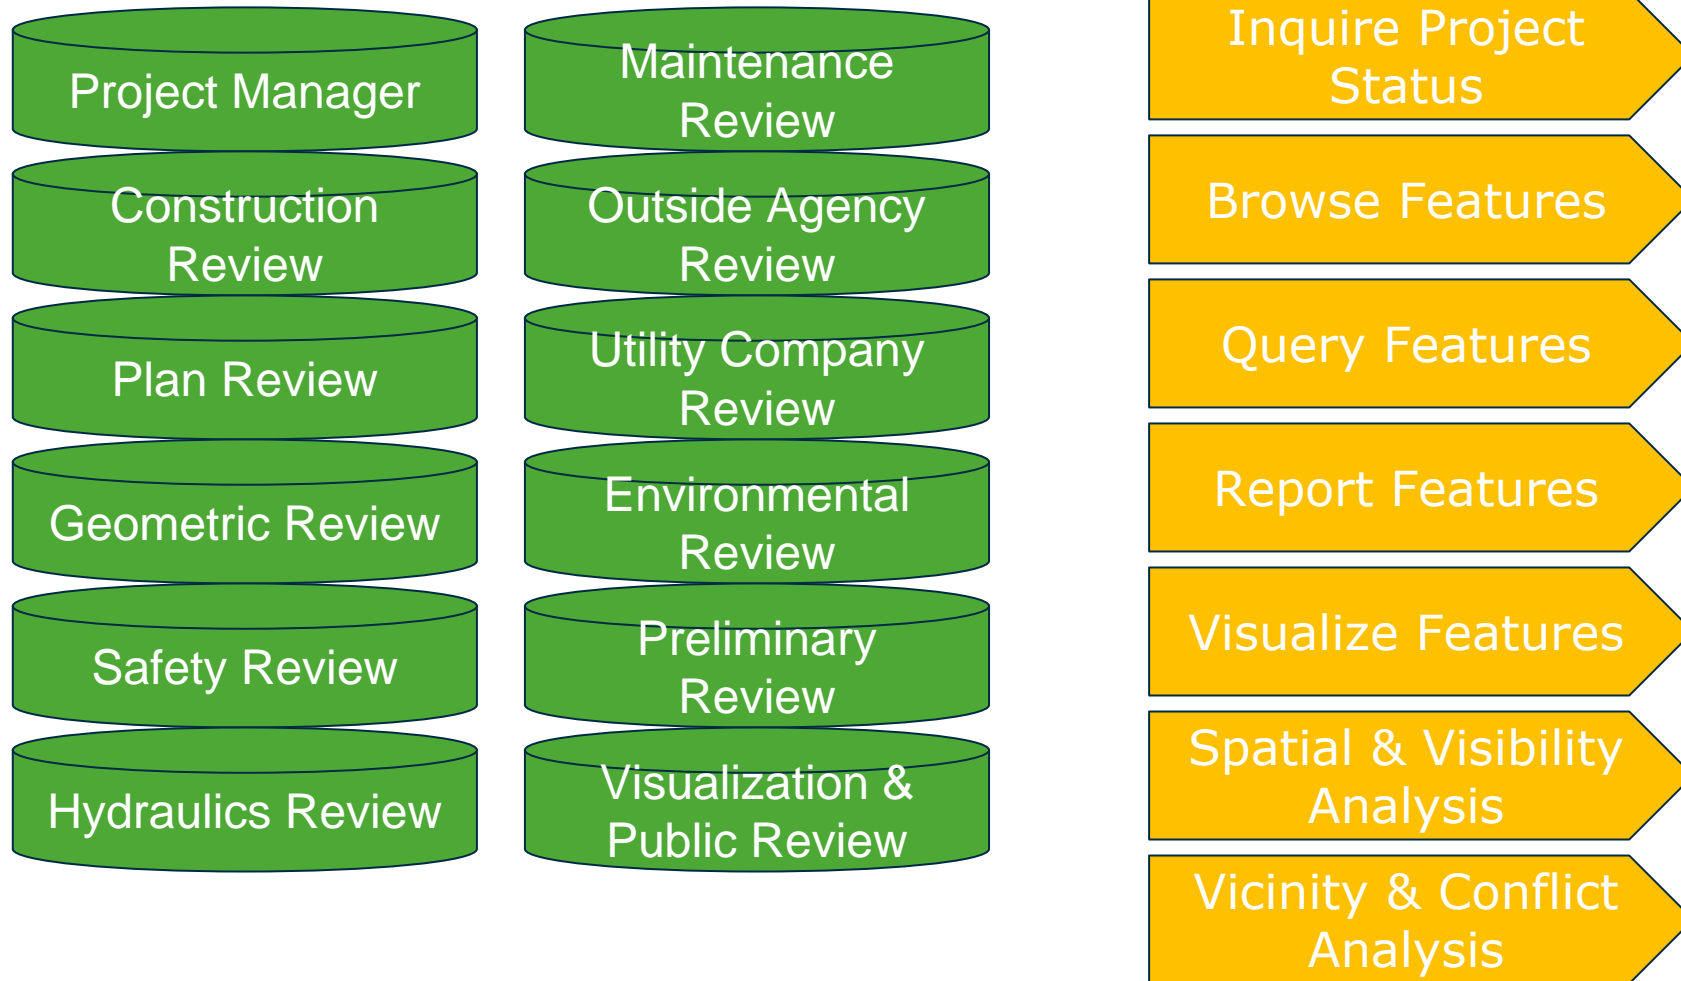 Project Manager
Construction
Review
Plan Review
Geometric Review
Safety Review
Hydraulics Review
Maintenance
Review
Outside Agency
Review
Utility Company
Review
Environmental
Review
Preliminary
Review
Visualization &
Public Review
Inquire Project
Status
Browse Features
Query Features
Report Features
Visualize Features
Spatial & Visibility
Analysis
Vicinity & Conflict
Analysis